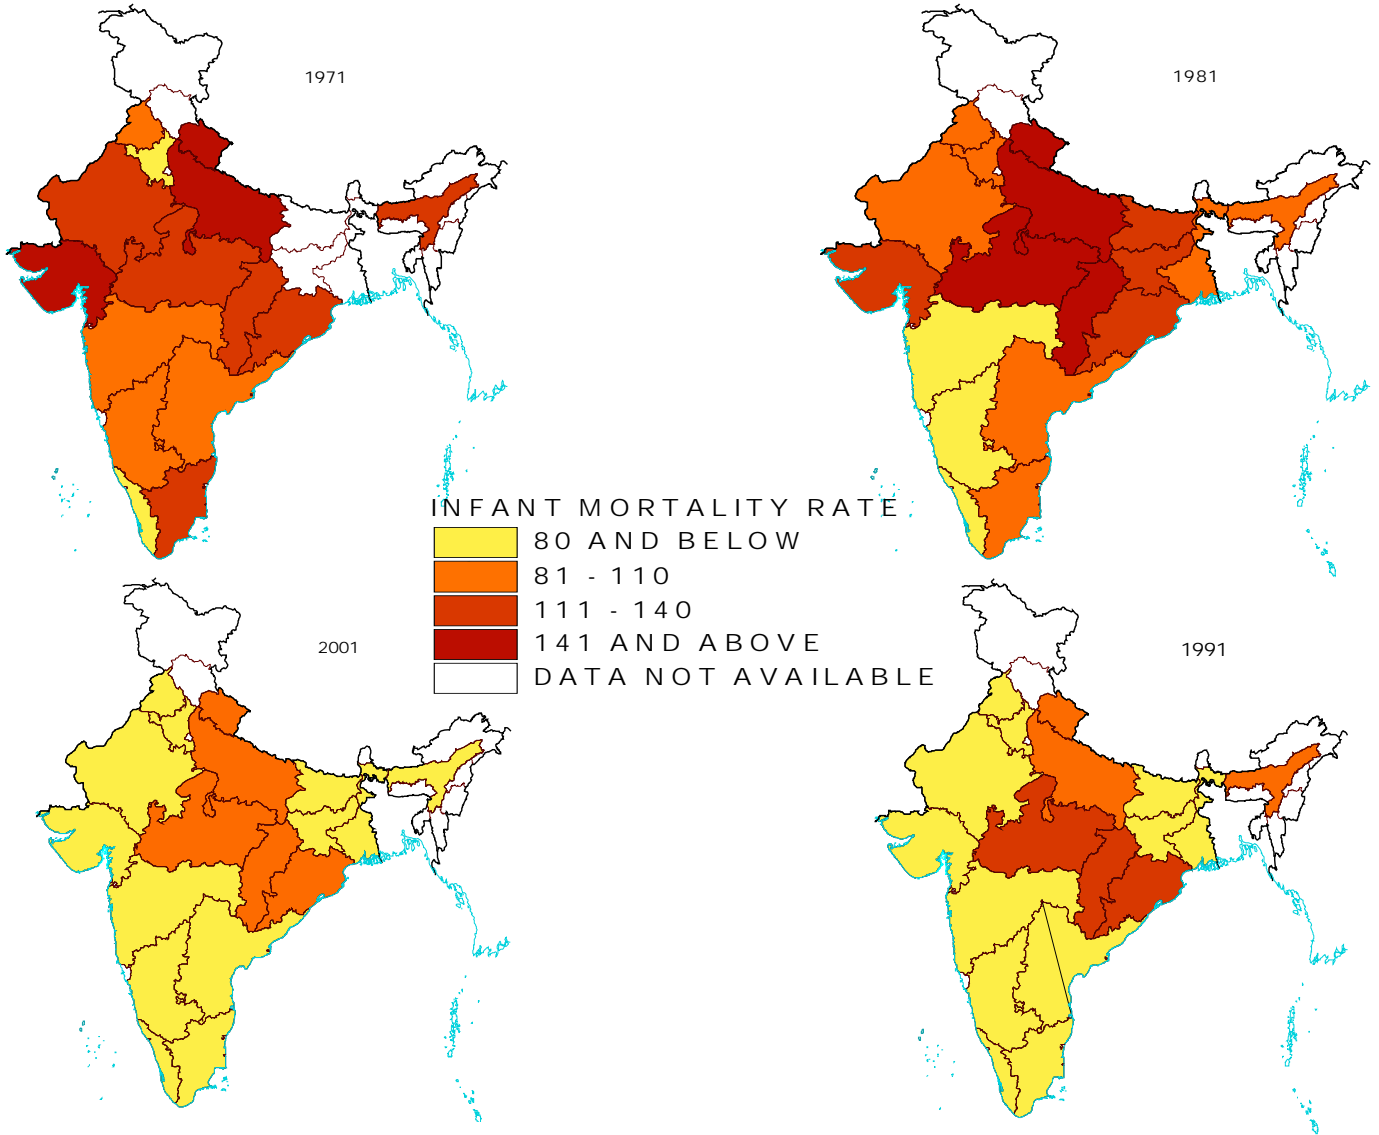 1971
1981
INFANT MORTALITY RATE
80 AND BELOW
81 - 110
111 - 140
141 AND ABOVE
DATA NOT AVAILABLE
2001
1991